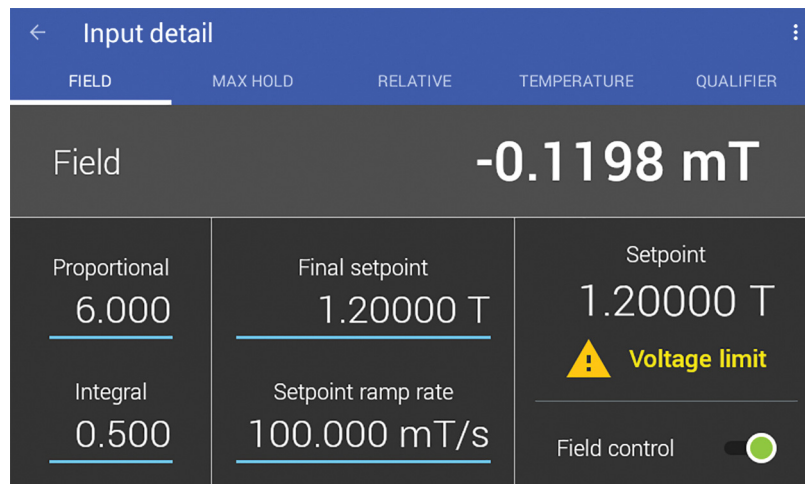 Input detail
FIELD MAX HOLD RELATIVE TEMPERATURE QUALIFIER
Field -0.1198 mT
Proportional
6.000
Integral
0.500
Final setpoint
1.20000 T
Setpoint ramp rate
100.000 mT/s
Setpoint
1.20000 T
Voltage limit
Field control